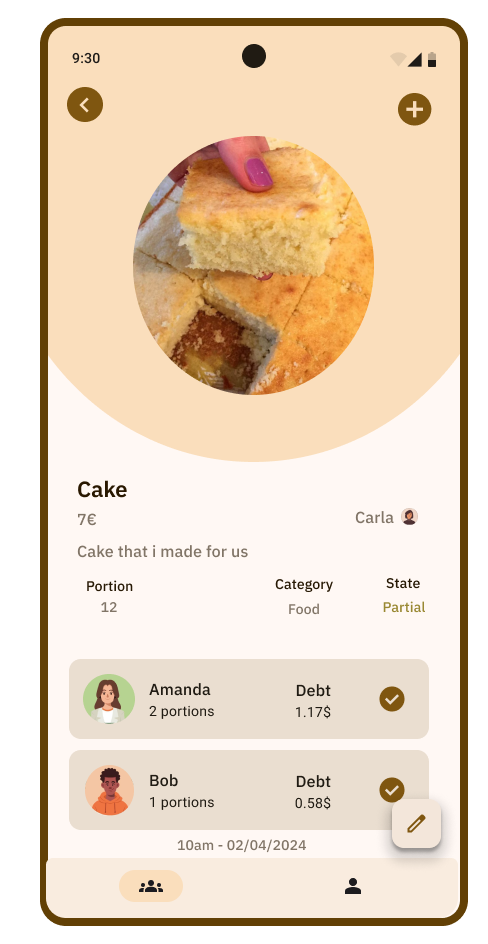 9:30
Cake
7€
Carla
Cake that i made for us
Portion
Category
State
12
Food
Partial
Amanda
Debt
2 portions
1.17$
Bob
Debt
1 portions
0.58$
10am - 02/04/2024